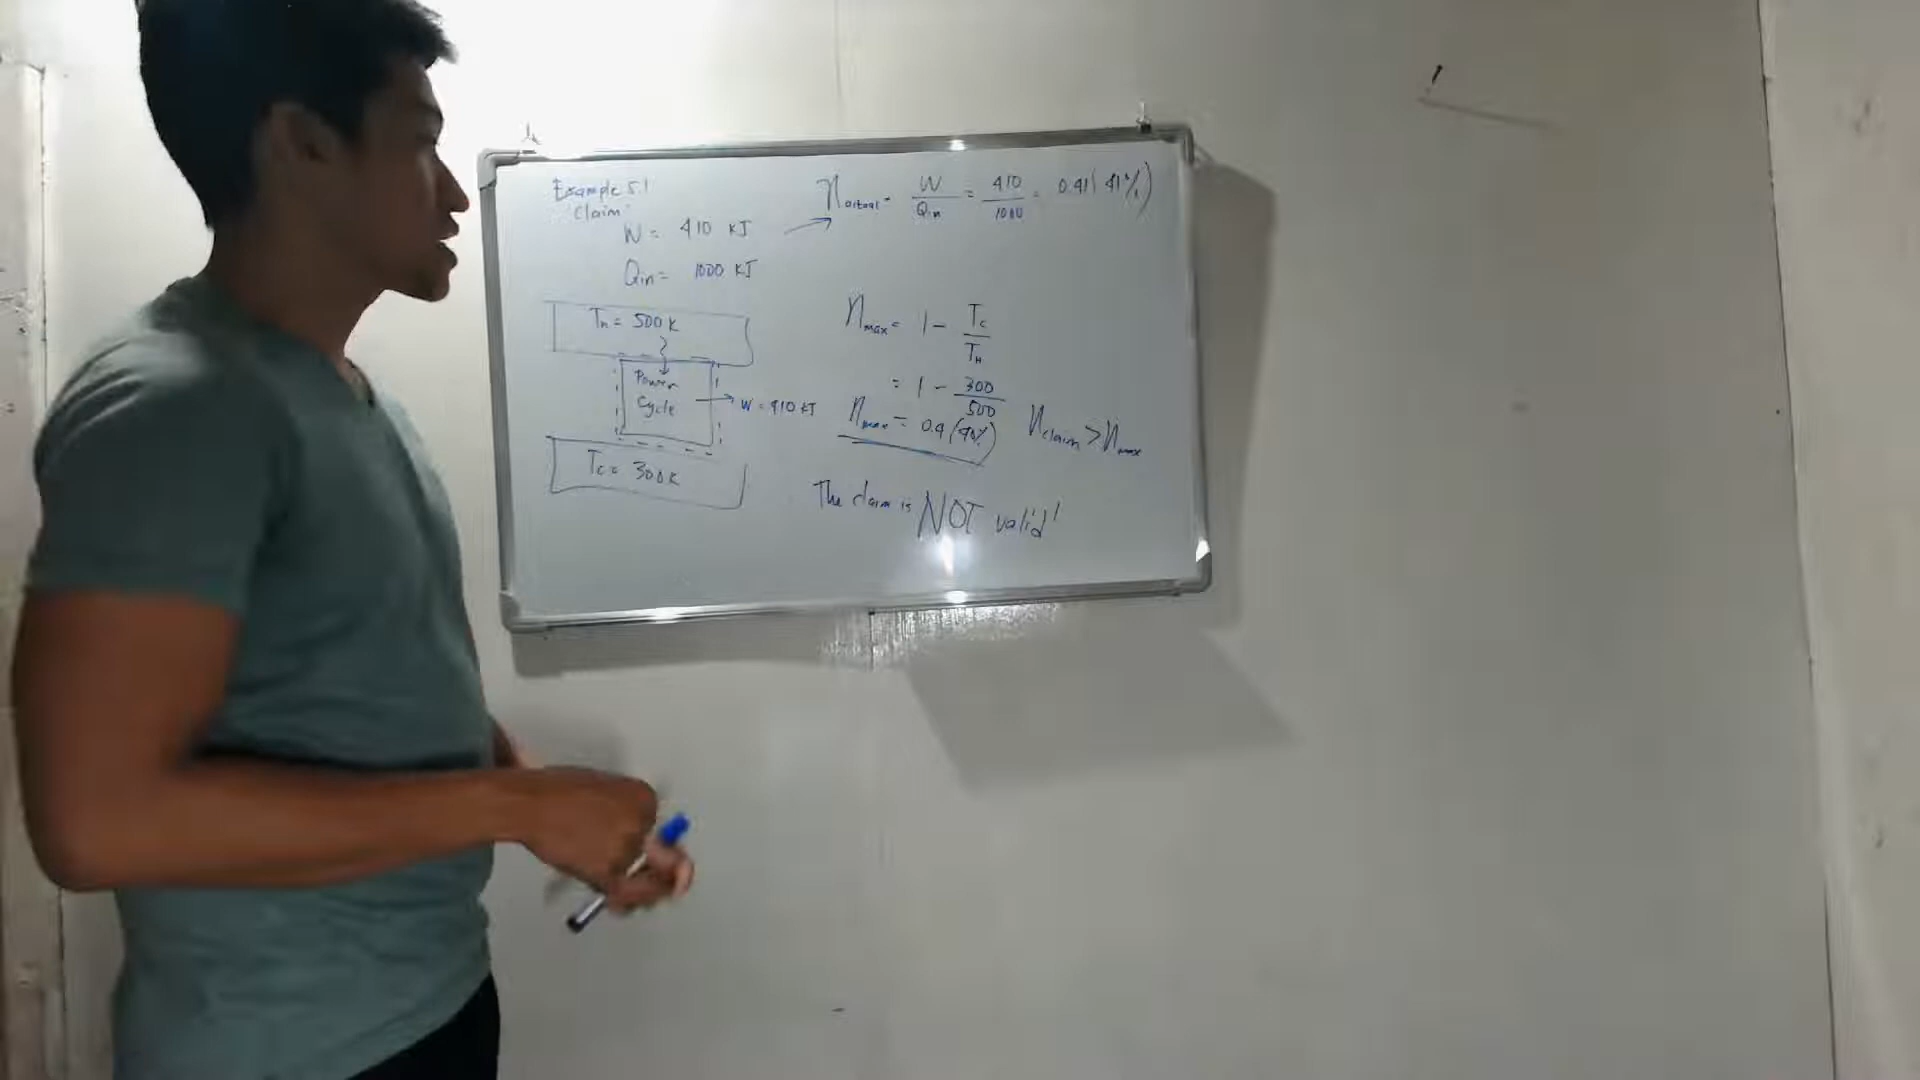 Example 5.1
"Claim"
W = 410 KJ
Qin = 1000 KJ
TH = 500K
Power
Cycle
W = 410 KJ
Tc = 300K
ηactual = W / Qin = 410 / 1000 = 0.41 (41%)
ηmax = 1 - Tc / TH
= 1 - 300 / 500
ηmax = 0.4 (40%)
ηclaim > ηmax
The claim is NOT valid!